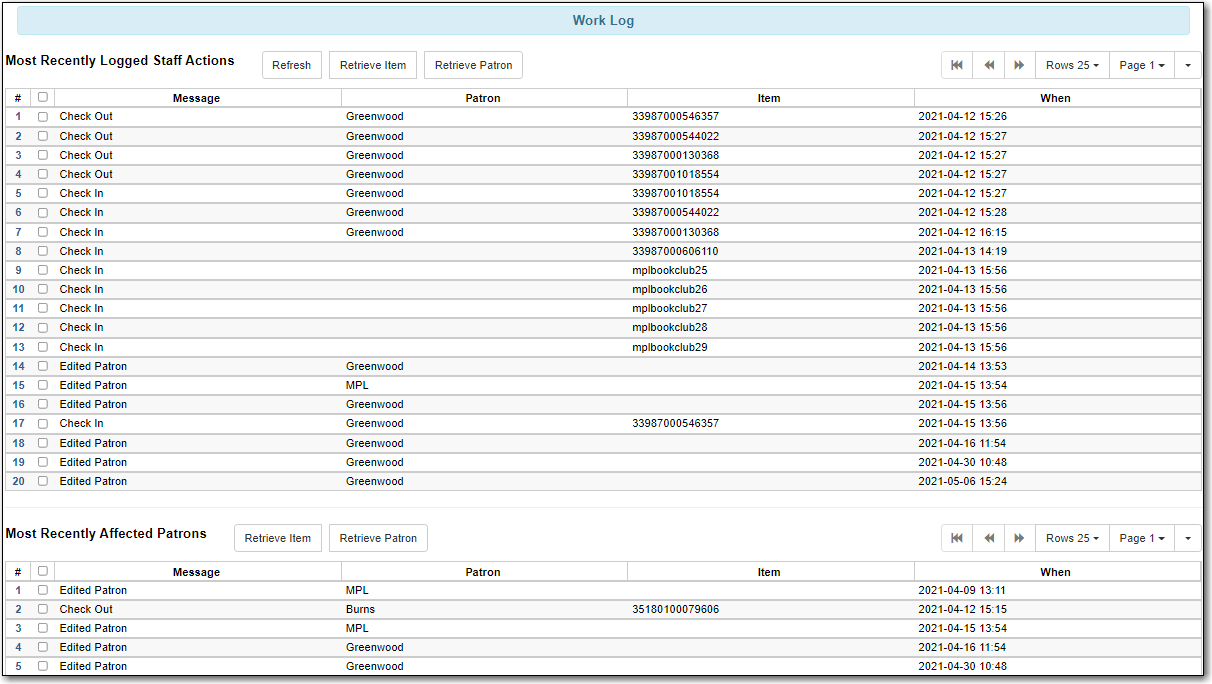 Work Log
Most Recently Logged Staff Actions Refresh Retrieve Item Retrieve Patron Rows 25 Page 1
# Message Patron Item When
1 Check Out Greenwood 33987000546357 2021-04-12 15:26
2 Check Out Greenwood 33987000544022 2021-04-12 15:27
3 Check Out Greenwood 33987000130368 2021-04-12 15:27
4 Check Out Greenwood 33987001018554 2021-04-12 15:27
5 Check In Greenwood 33987001018554 2021-04-12 15:27
6 Check In Greenwood 33987000544022 2021-04-12 15:28
7 Check In Greenwood 33987000130368 2021-04-12 16:15
8 Check In 33987000606110 2021-04-13 14:19
9 Check In mplbookclub25 2021-04-13 15:56
10 Check In mplbookclub26 2021-04-13 15:56
11 Check In mplbookclub27 2021-04-13 15:56
12 Check In mplbookclub28 2021-04-13 15:56
13 Check In mplbookclub29 2021-04-13 15:56
14 Edited Patron Greenwood 2021-04-14 13:53
15 Edited Patron MPL 2021-04-15 13:54
16 Edited Patron Greenwood 2021-04-15 13:56
17 Check In Greenwood 33987000546357 2021-04-15 13:56
18 Edited Patron Greenwood 2021-04-16 11:54
19 Edited Patron Greenwood 2021-04-30 10:48
20 Edited Patron Greenwood 2021-05-06 15:24
Most Recently Affected Patrons Retrieve Item Retrieve Patron Rows 25 Page 1
# Message Patron Item When
1 Edited Patron MPL 2021-04-09 13:11
2 Check Out Burns 35180100079606 2021-04-12 15:15
3 Edited Patron MPL 2021-04-15 13:54
4 Edited Patron Greenwood 2021-04-16 11:54
5 Edited Patron Greenwood 2021-04-30 10:48